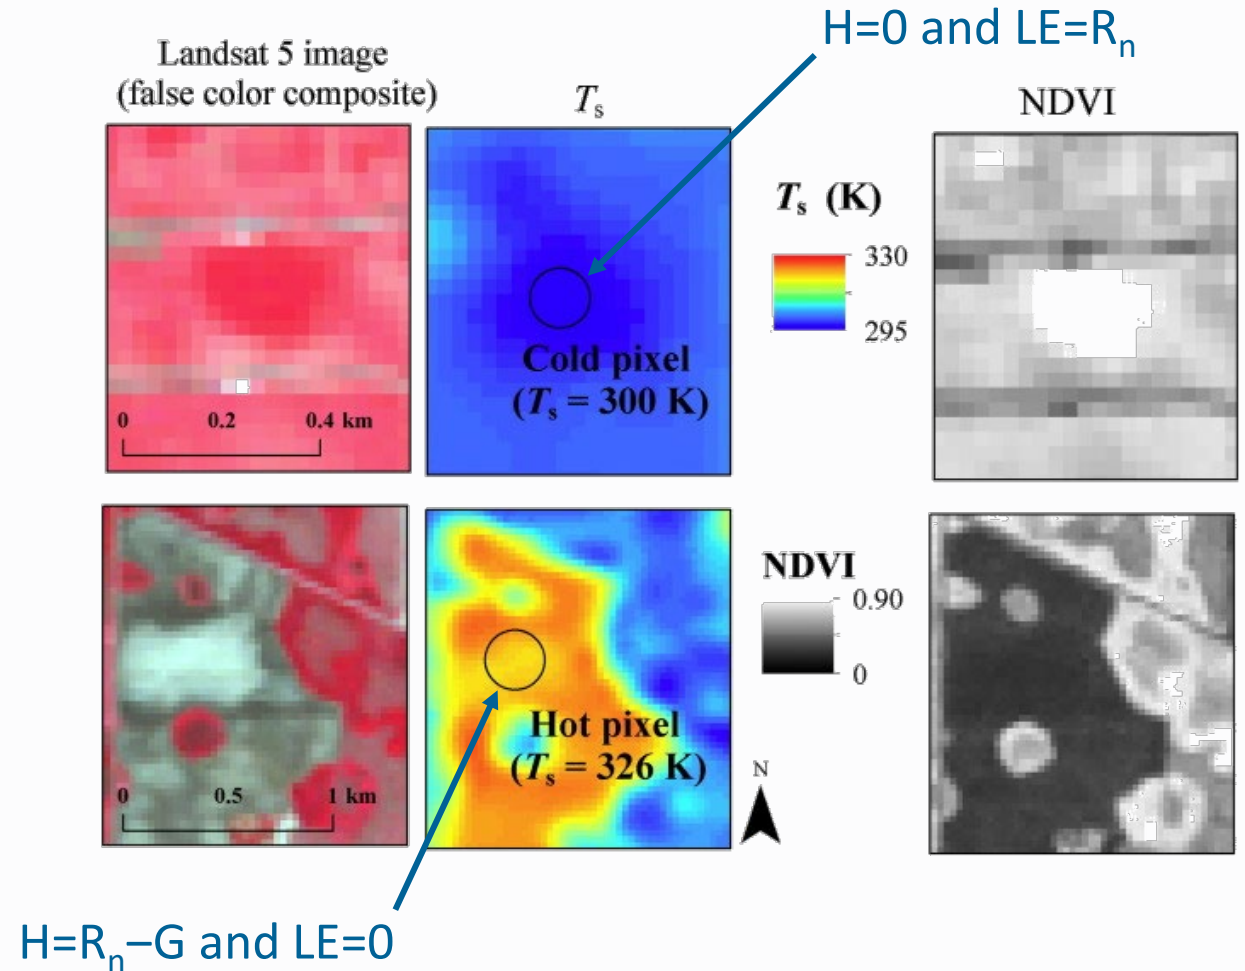 H=0 and LE=Rn
Landsat 5 image
(false color composite)
Ts
NDVI
Ts (K)
330
295
Cold pixel
(Ts = 300 K)
0 0.2 0.4 km
NDVI
0.90
0
Hot pixel
(Ts = 326 K)
N
0 0.5 1 km
H=Rn–G and LE=0